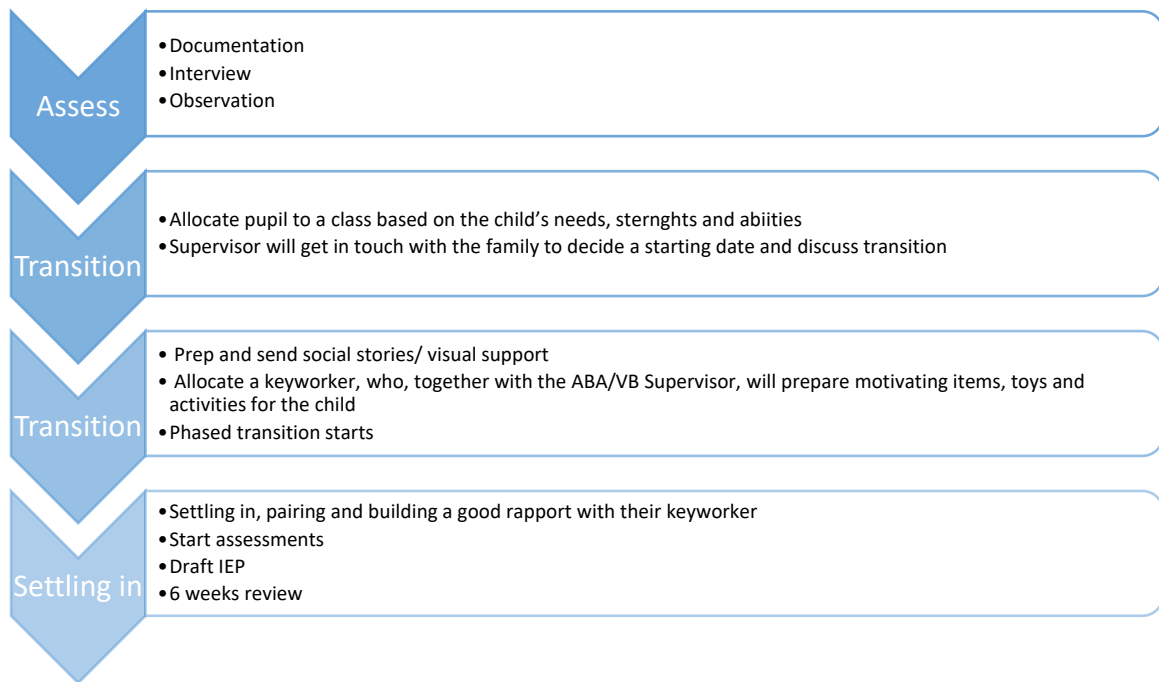 Assess
•Documentation
•Interview
•Observation
Transition
•Allocate pupil to a class based on the child’s needs, sternghts and abiities
•Supervisor will get in touch with the family to decide a starting date and discuss transition
Transition
• Prep and send social stories/ visual support
• Allocate a keyworker, who, together with the ABA/VB Supervisor, will prepare motivating items, toys and
activities for the child
•Phased transition starts
Settling in
•Settling in, pairing and building a good rapport with their keyworker
•Start assessments
•Draft IEP
•6 weeks review